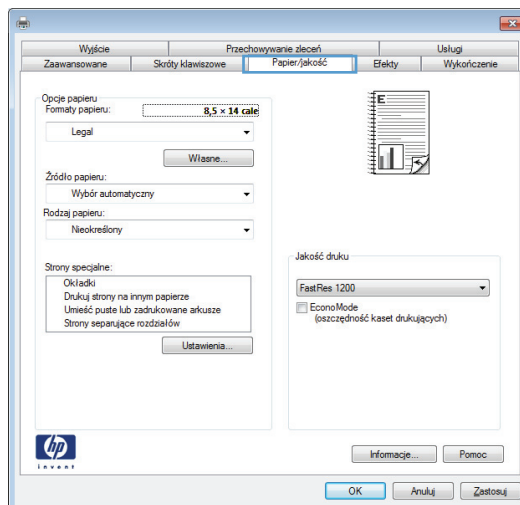 Wyjście Przechowywanie zleceń Usługi
Zaawansowane Skróty klawiszowe Papier/jakość Efekty Wykończenie
Opcje papieru
Formaty papieru: 8,5 × 14 cale
Legal
Własne...
Źródło papieru:
Wybór automatyczny
Rodzaj papieru:
Nieokreślony
Strony specjalne:
Okładki
Drukuj strony na innym papierze
Umieść puste lub zadrukowane arkusze
Strony separujące rozdziałów
Ustawienia...
E
Jakość druku
FastRes 1200
EconoMode
(oszczędność kaset drukujących)
hp
invent
Informacje... Pomoc
OK Anuluj Zastosuj